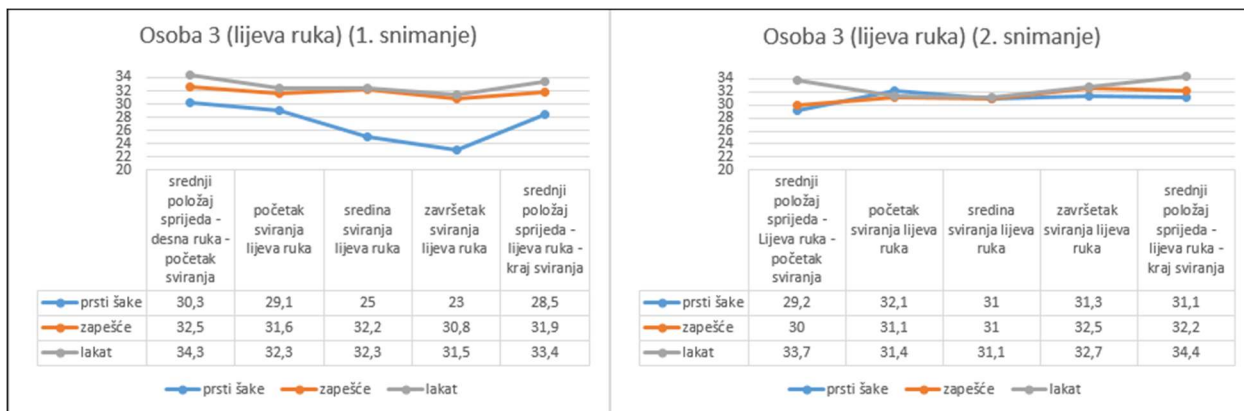 Osoba 3 (lijeva ruka) (1. snimanje)
34
32
30
28
26
24
22
20
srednji
položaj
sprijeda -
desna ruka -
početak
sviranja
početak
sviranja lijeva
ruka
sredina
sviranja lijeva
ruka
završetak
sviranja
lijeva ruka
srednji
položaj
sprijeda -
lijeva ruka -
kraj sviranja
prsti šake 30,3 29,1 25 23 28,5
zapešće 32,5 31,6 32,2 30,8 31,9
lakat 34,3 32,3 32,3 31,5 33,4
prsti šake zapešće lakat
Osoba 3 (lijeva ruka) (2. snimanje)
34
32
30
28
26
24
22
20
srednji
položaj
sprijeda -
Lijeva ruka -
početak
sviranja
početak
sviranja lijeva
ruka
sredina
sviranja lijeva
ruka
završetak
sviranja lijeva
ruka
srednji
položaj
sprijeda -
lijeva ruka -
kraj sviranja
prsti šake 29,2 32,1 31 31,3 31,1
zapešće 30 31,1 31 32,5 32,2
lakat 33,7 31,4 31,1 32,7 34,4
prsti šake zapešće lakat